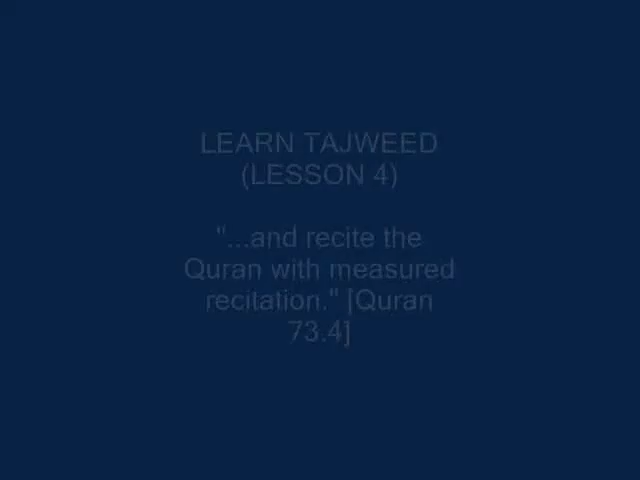 LEARN TAJWEED
(LESSON 4)
"...and recite the
Quran with measured
recitation." [Quran
73.4]